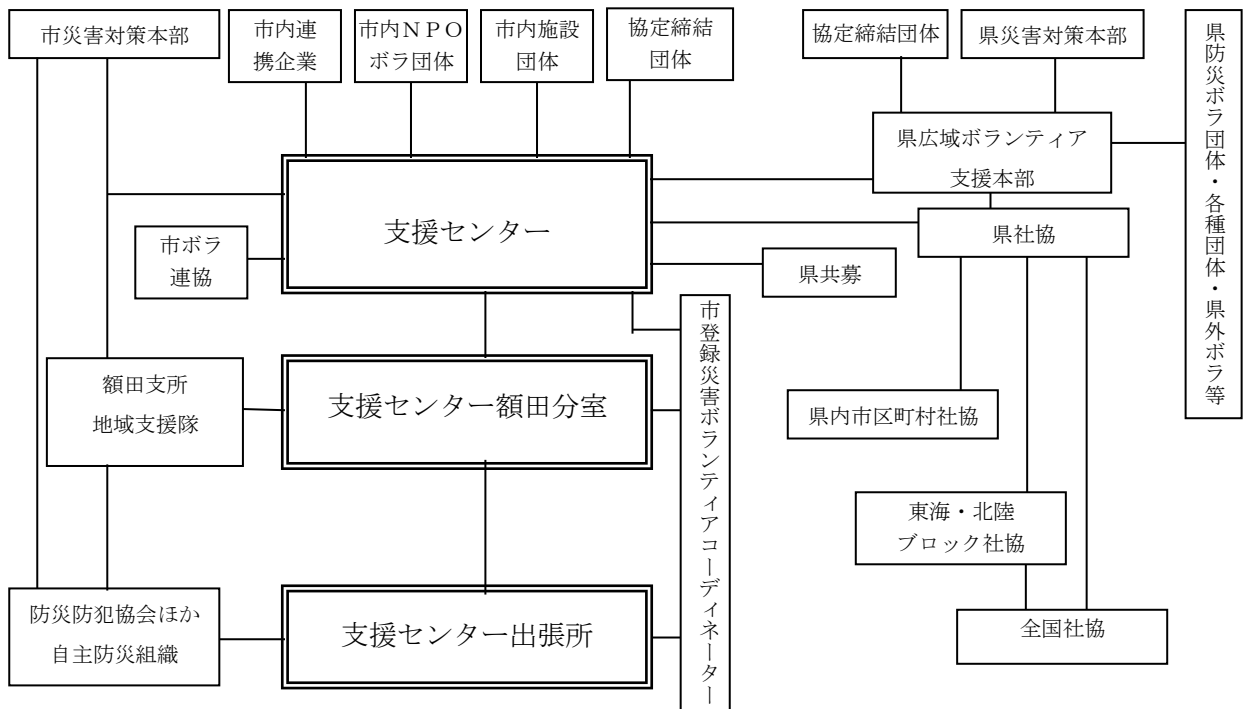 市災害対策本部
市内連
携企業
市内ＮＰＯ
ボラ団体
市内施設
団体
協定締結
団体
協定締結団体
県災害対策本部
県防災ボラ団体・各種団体・県外ボラ等
県広域ボランティア
支援本部
支援センター
県社協
市ボラ
連協
県共募
市登録災害ボランティアコーディネーター
額田支所
地域支援隊
支援センター額田分室
県内市区町村社協
東海・北陸
ブロック社協
防災防犯協会ほか
自主防災組織
支援センター出張所
全国社協